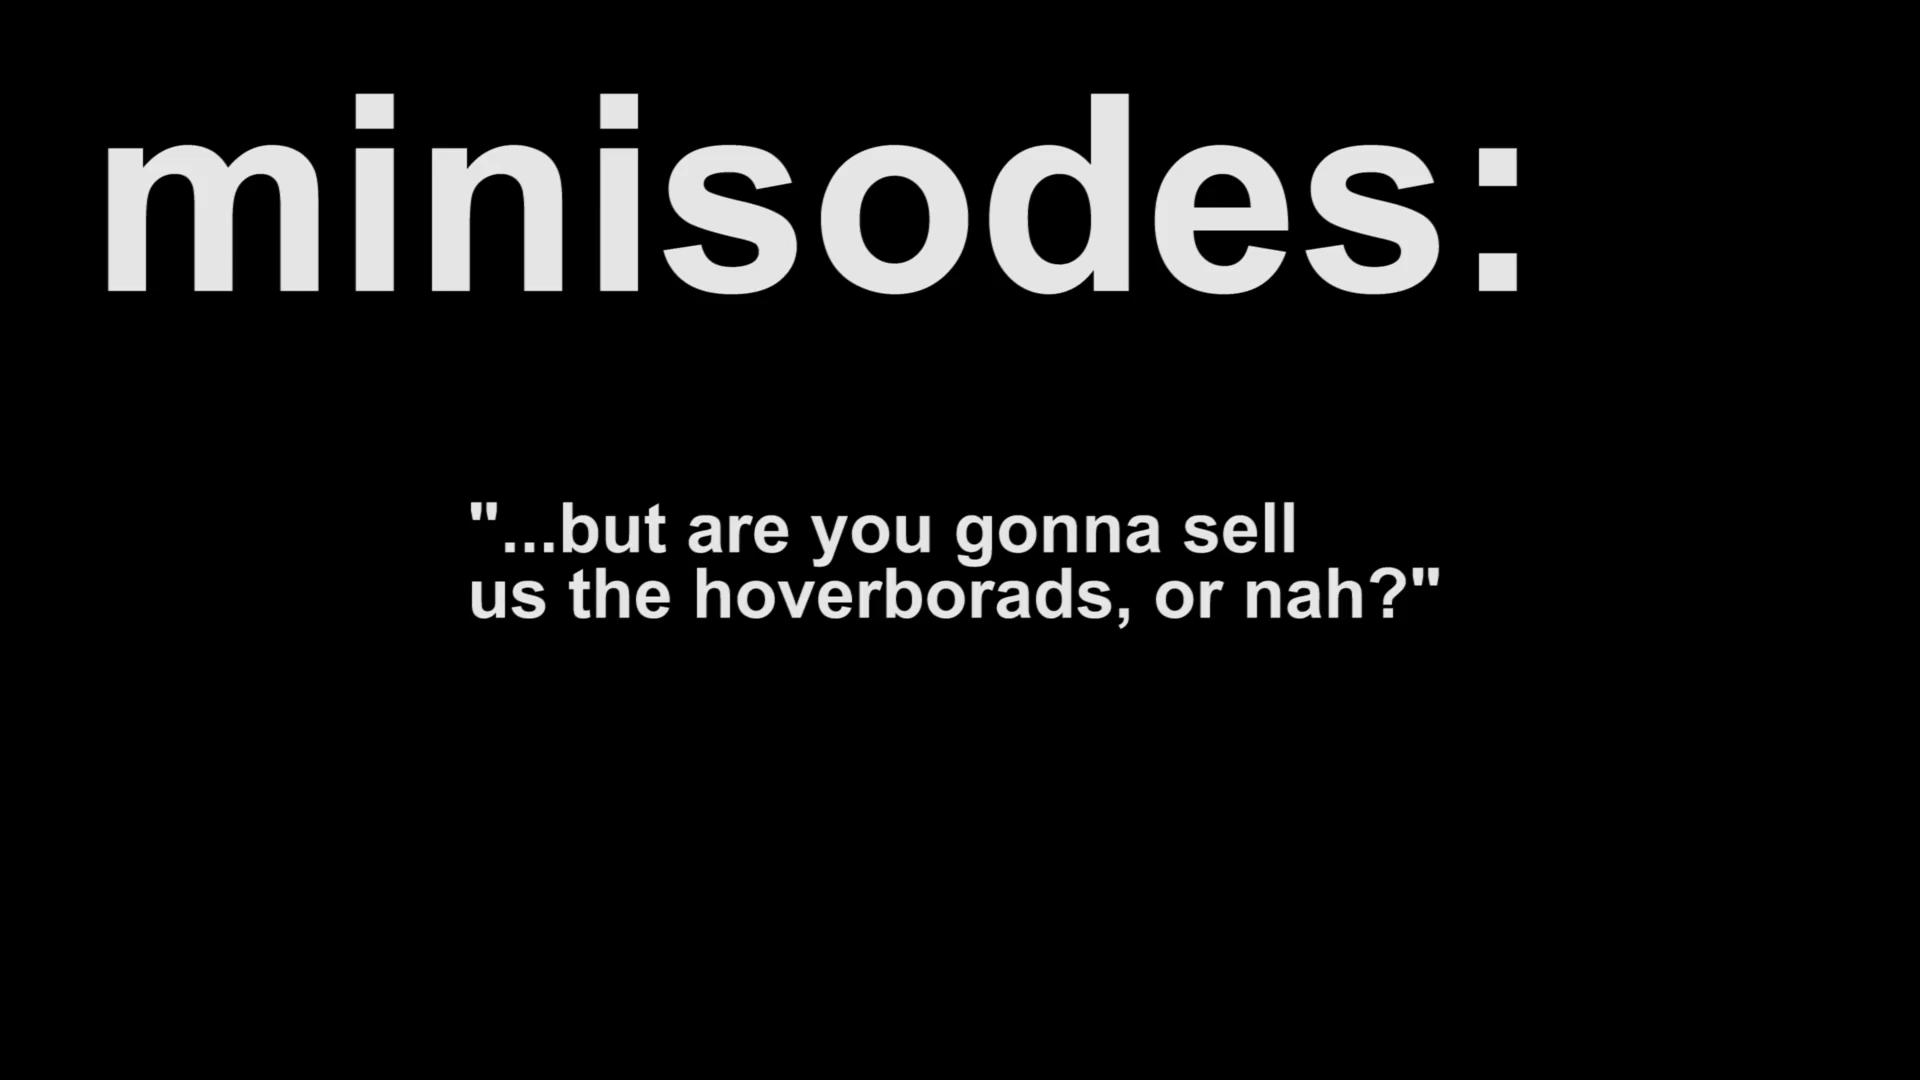 minisodes:
"...but are you gonna sell
us the hoverborads, or nah?"